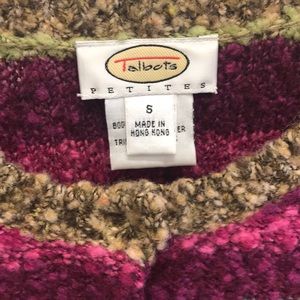 Talbots
PETITES
S
MADE IN
HONG KONG